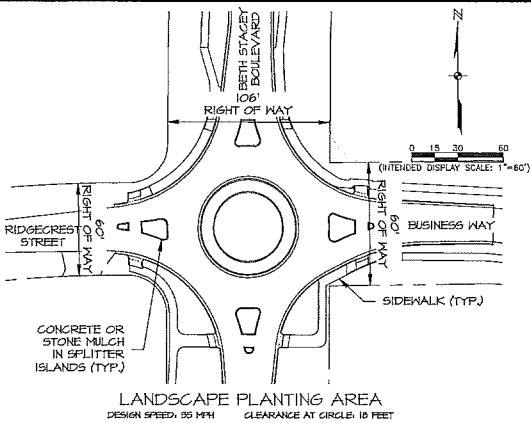 BETH STACEY
BOULEVARD
106'
RIGHT OF WAY
N
0 15 30 60
(INTENDED DISPLAY SCALE: 1"=60')
RIDGECREST
STREET
60'
RIGHT OF WAY
60'
RIGHT OF WAY
BUSINESS WAY
SIDEWALK (TYP.)
CONCRETE OR
STONE MULCH
IN SPLITTER
ISLANDS (TYP.)
LANDSCAPE PLANTING AREA
DESIGN SPEED: 35 MPH CLEARANCE AT CIRCLE: 18 FEET